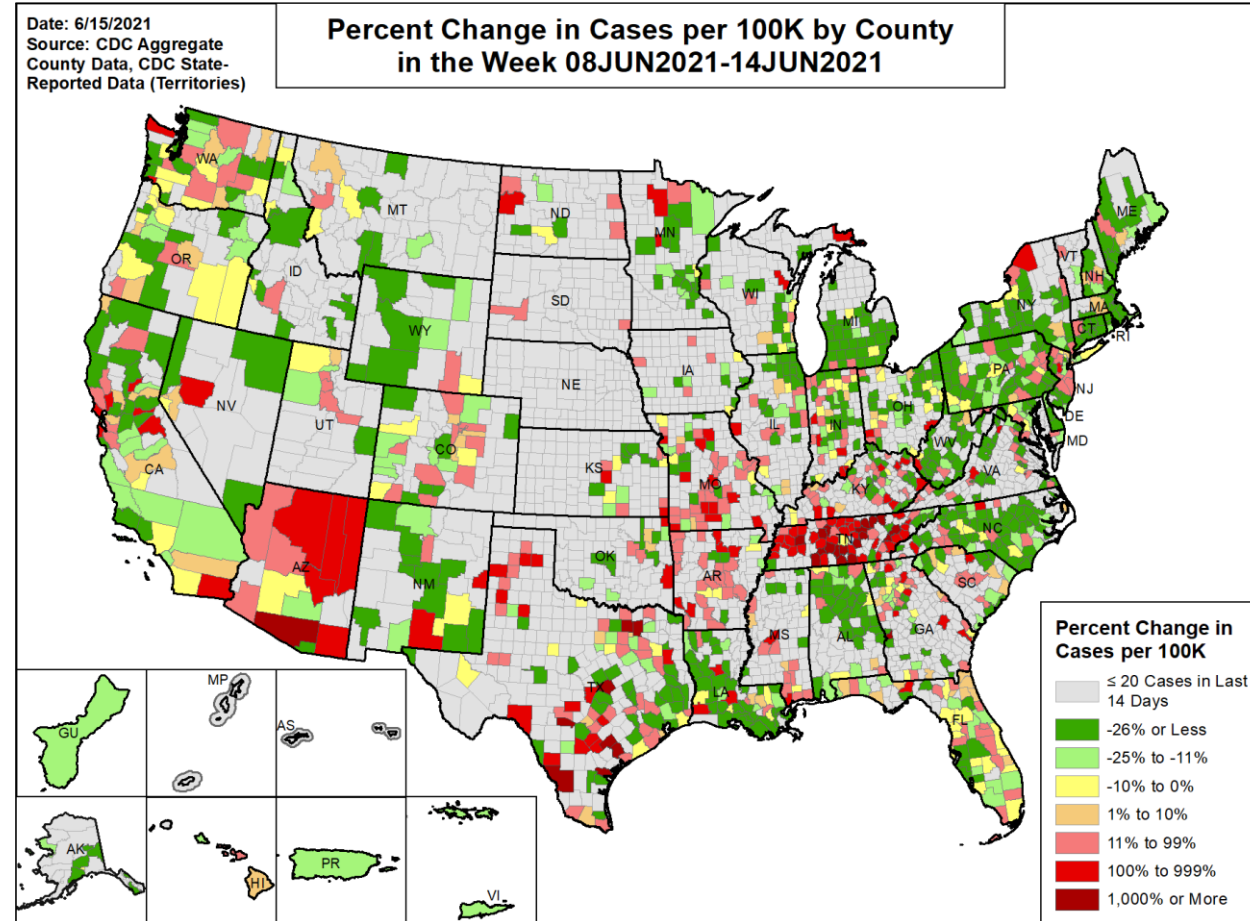 Date: 6/15/2021
Source: CDC Aggregate
County Data, CDC State-
Reported Data (Territories)
Percent Change in Cases per 100K by County
in the Week 08JUN2021-14JUN2021
WA
MT
ND
MN
ME
OR
ID
SD
WI
VT
NH
NY
MA
CT
RI
WY
MI
IA
NE
PA
NJ
NV
UT
IL
IN
OH
DE
MD
CO
WV
VA
CA
KS
MO
KY
AZ
NM
OK
AR
TN
NC
SC
MS
AL
GA
TX
LA
FL
GU
MP
AS
AK
HI
PR
VI
Percent Change in
Cases per 100K
≤ 20 Cases in Last
14 Days
-26% or Less
-25% to -11%
-10% to 0%
1% to 10%
11% to 99%
100% to 999%
1,000% or More